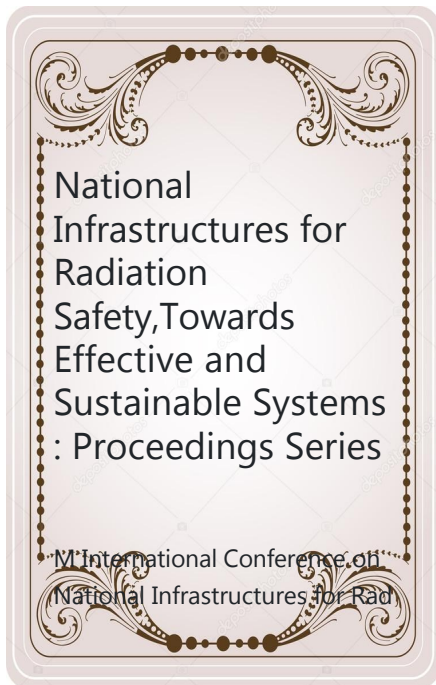 National
Infrastructures for
Radiation
Safety,Towards
Effective and
Sustainable Systems
: Proceedings Series
M International Conference on
National Infrastructures for Rad